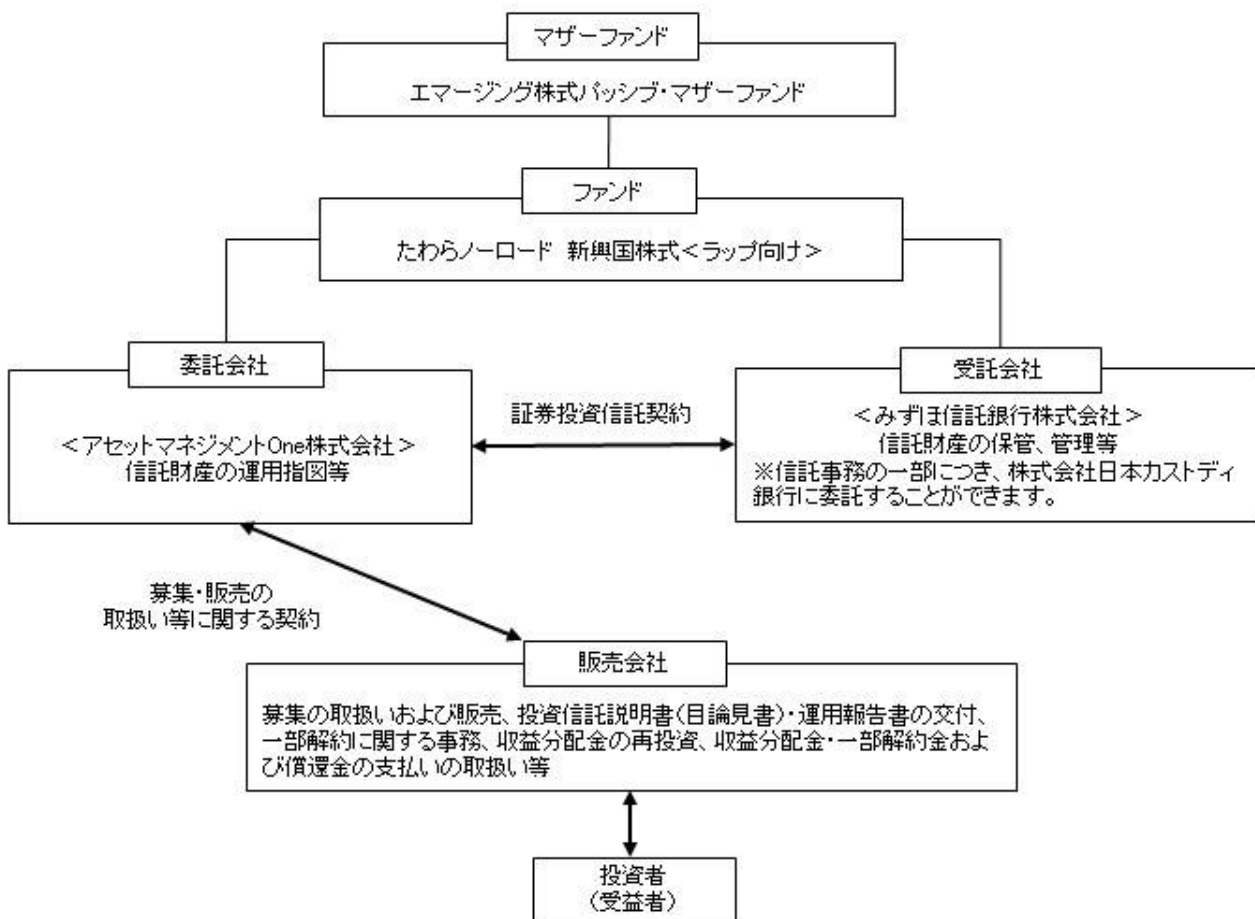 マザーファンド
エマージング株式パッシブ・マザーファンド
ファンド
たわらノーロード 新興国株式＜ラップ向け＞
委託会社
＜アセットマネジメントOne株式会社＞
信託財産の運用指図等
証券投資信託契約
受託会社
＜みずほ信託銀行株式会社＞
信託財産の保管、管理等
※信託事務の一部につき、株式会社日本カストディ
銀行に委託することができます。
募集・販売の
取扱い等に関する契約
販売会社
募集の取扱いおよび販売、投資信託説明書(目論見書)・運用報告書の交付、
一部解約に関する事務、収益分配金の再投資、収益分配金・一部解約金およ
び償還金の支払いの取扱い等
投資者
(受益者)